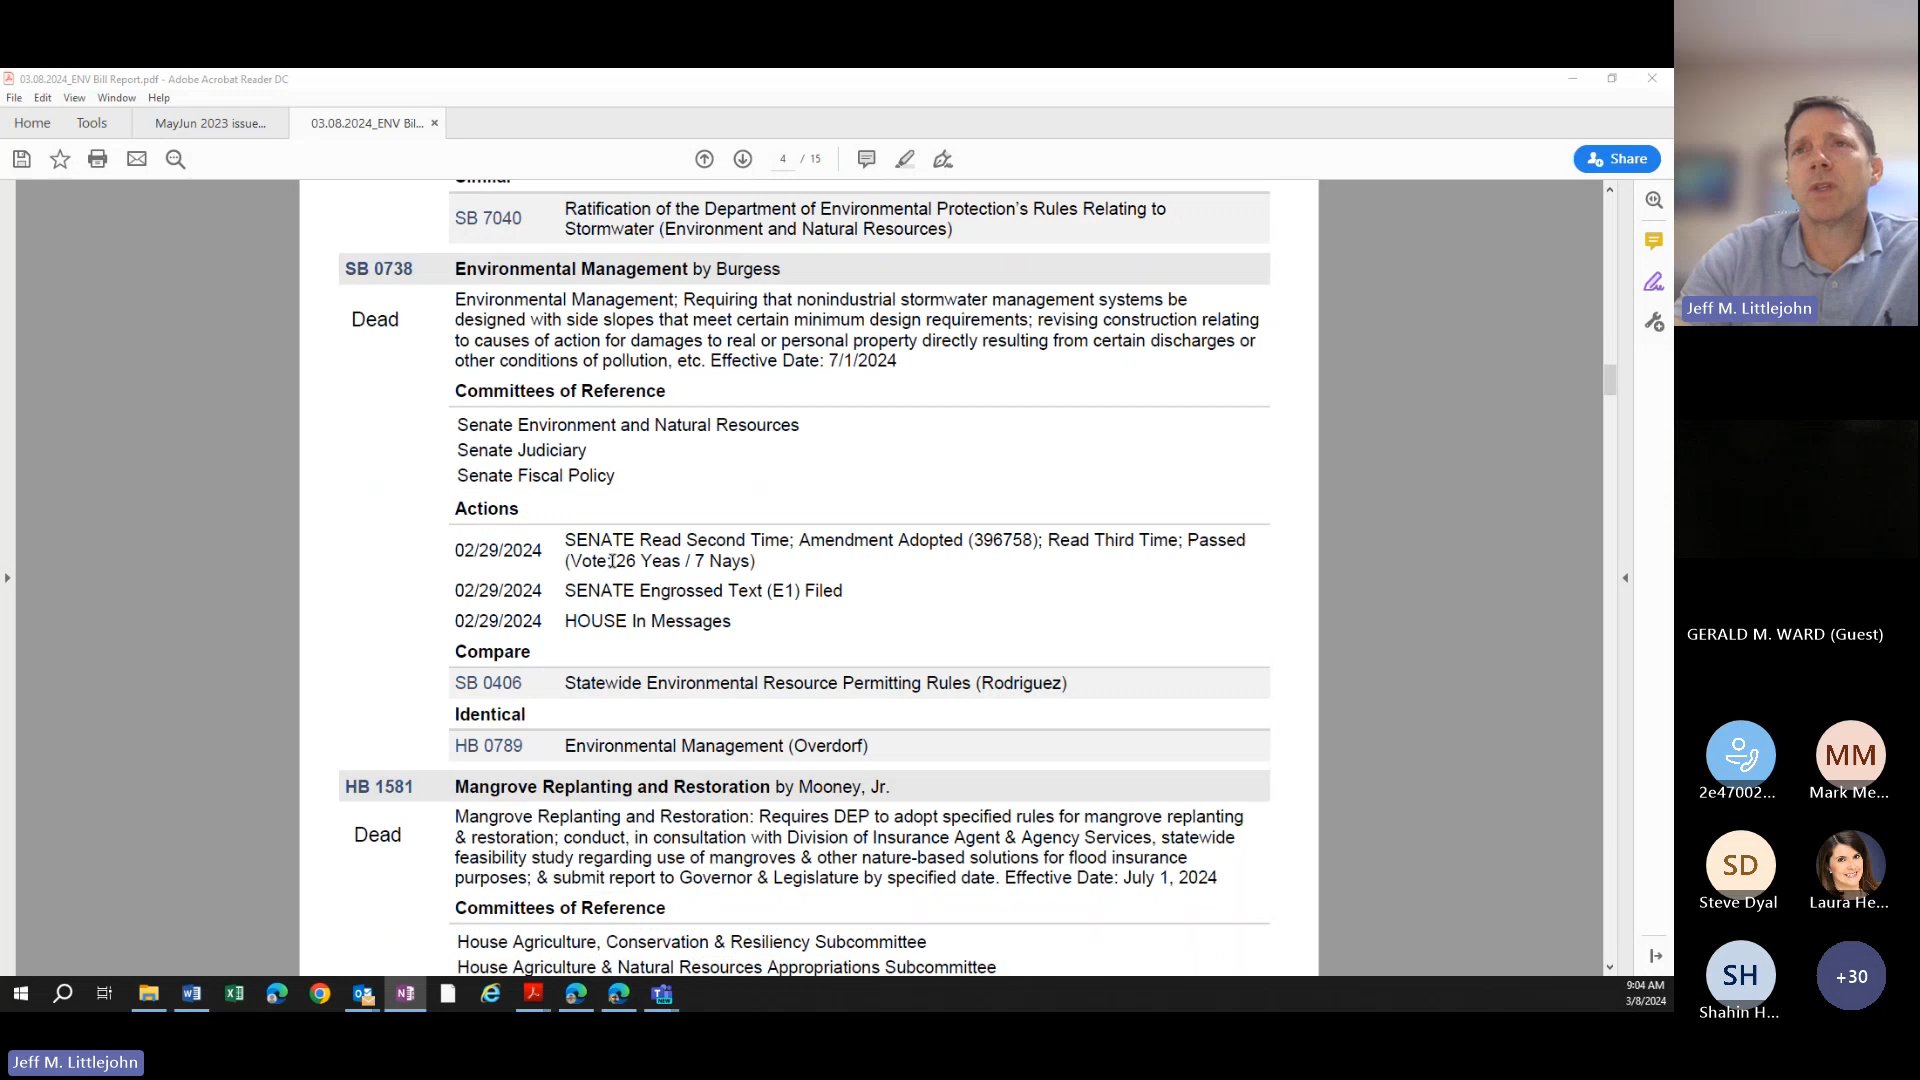 03.08.2024_ENV Bill Report.pdf - Adobe Acrobat Reader DC
File Edit View Window Help
Home Tools MayJun 2023 issue... 03.08.2024_ENV Bil... ×
4 / 15
Share
Similar
SB 7040 Ratification of the Department of Environmental Protection's Rules Relating to
Stormwater (Environment and Natural Resources)
SB 0738 Environmental Management by Burgess
Dead
Environmental Management; Requiring that nonindustrial stormwater management systems be
designed with side slopes that meet certain minimum design requirements; revising construction relating
to causes of action for damages to real or personal property directly resulting from certain discharges or
other conditions of pollution, etc. Effective Date: 7/1/2024
Committees of Reference
Senate Environment and Natural Resources
Senate Judiciary
Senate Fiscal Policy
Actions
02/29/2024 SENATE Read Second Time; Amendment Adopted (396758); Read Third Time; Passed
(Vote: 26 Yeas / 7 Nays)
02/29/2024 SENATE Engrossed Text (E1) Filed
02/29/2024 HOUSE In Messages
Compare
SB 0406 Statewide Environmental Resource Permitting Rules (Rodriguez)
Identical
HB 0789 Environmental Management (Overdorf)
HB 1581 Mangrove Replanting and Restoration by Mooney, Jr.
Dead
Mangrove Replanting and Restoration: Requires DEP to adopt specified rules for mangrove replanting
& restoration; conduct, in consultation with Division of Insurance Agent & Agency Services, statewide
feasibility study regarding use of mangroves & other nature-based solutions for flood insurance
purposes; & submit report to Governor & Legislature by specified date. Effective Date: July 1, 2024
Committees of Reference
House Agriculture, Conservation & Resiliency Subcommittee
House Agriculture & Natural Resources Appropriations Subcommittee
9:04 AM
3/8/2024
Jeff M. Littlejohn
GERALD M. WARD (Guest)
MM
2e47002... Mark Me...
SD
Steve Dyal Laura He...
SH +30
Shahin H...
Jeff M. Littlejohn